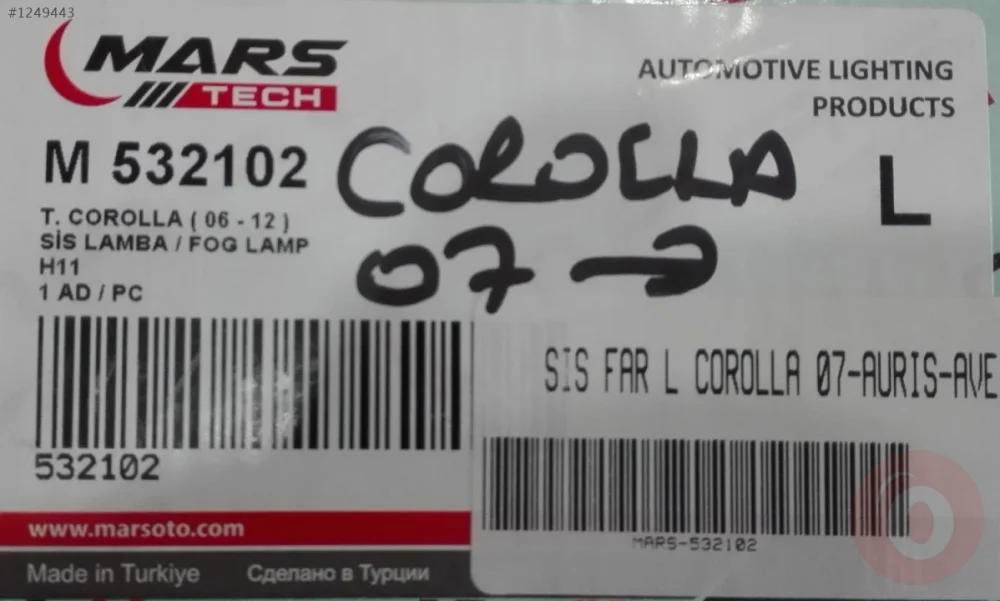 #1249443
MARS
TECH
AUTOMOTIVE LIGHTING
PRODUCTS
M 532102
COROLLA
L
T. COROLLA ( 06 - 12 )
SİS LAMBA / FOG LAMP
H11
1 AD / PC
07 →
SIS FAR L COROLLA 07-AURIS-AVE
532102
MARS-532102
www.marsoto.com
Made in Turkiye Сделано в Турции